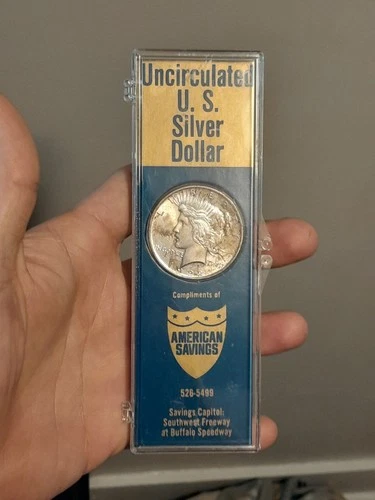 Uncirculated
U. S.
Silver
Dollar
Compliments of
AMERICAN
SAVINGS
526-5499
Savings Capitol:
Southwest Freeway
at Buffalo Speedway